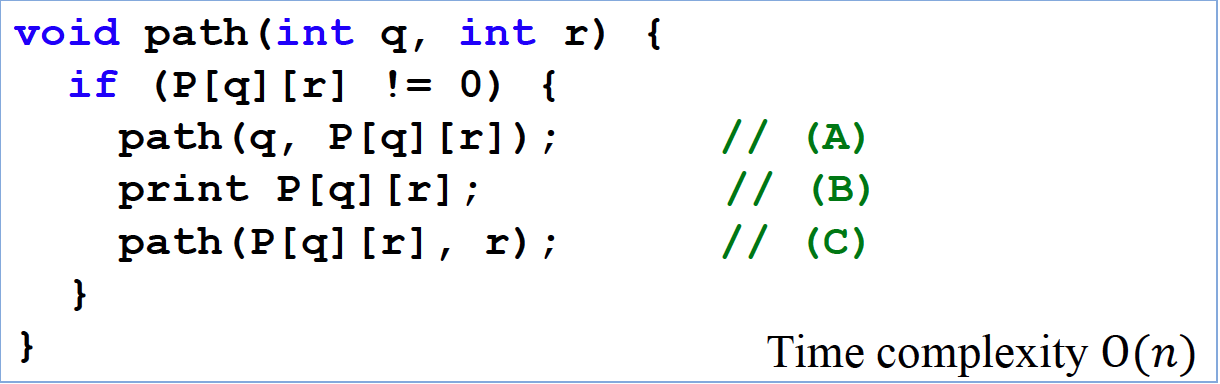 void path(int q, int r) {
  if (P[q][r] != 0) {
    path(q, P[q][r]);       // (A)
    print P[q][r];          // (B)
    path(P[q][r], r);       // (C)
  }
}
Time complexity O(n)